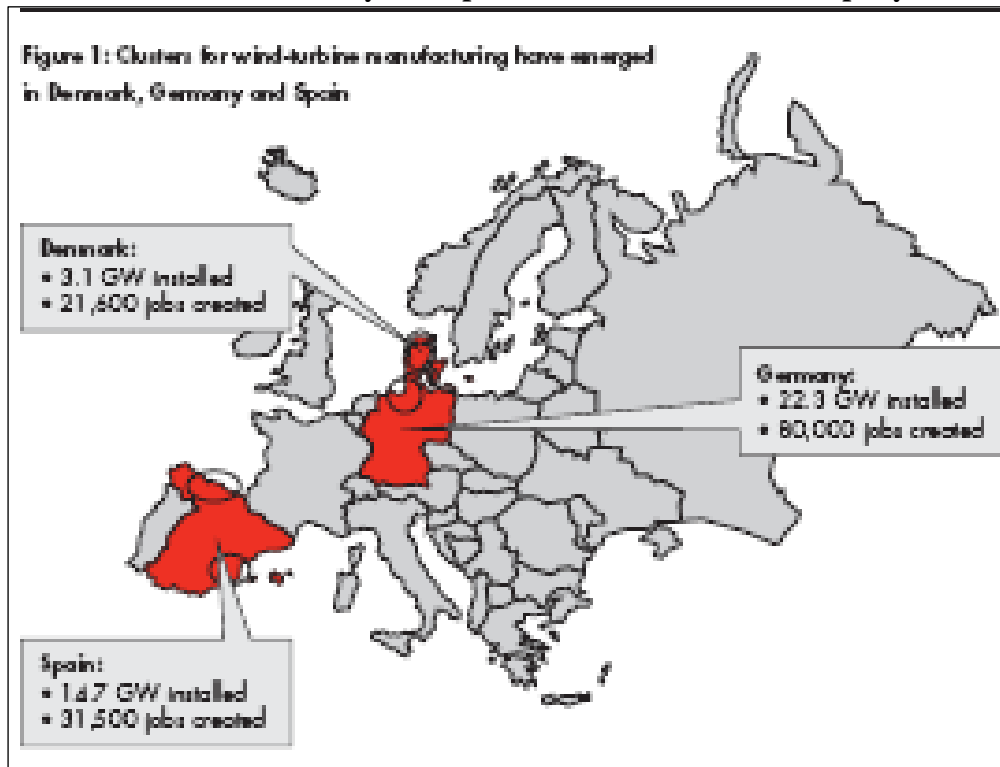 Figure 1: Clusters for wind-turbine manufacturing have emerged
in Denmark, Germany and Spain
Denmark:
• 3.1 GW installed
• 21,600 jobs created
Germany:
• 22.3 GW installed
• 80,000 jobs created
Spain:
• 14.7 GW installed
• 31,500 jobs created